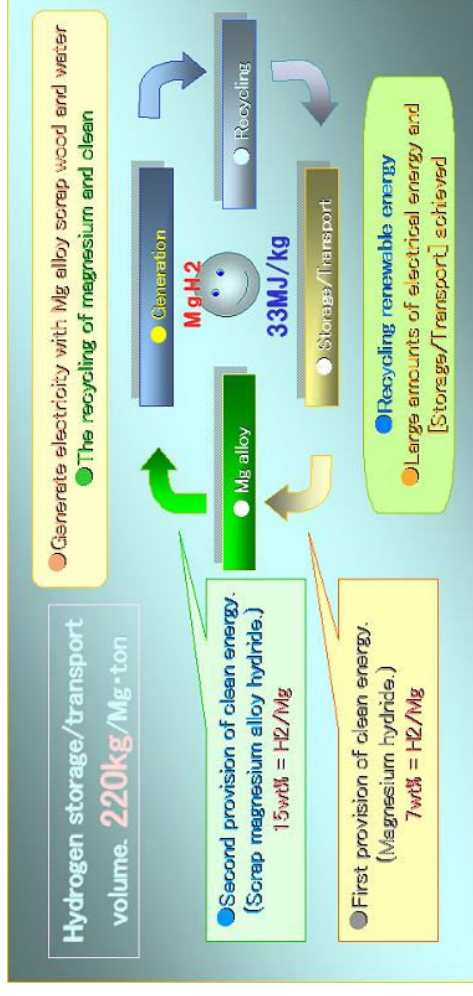 Hydrogen storage/transport
volume. 220kg/Mg・ton
●Generate electricity with Mg alloy scrap wood and water
●The recycling of magnesium and clean
●Second provision of clean energy.
(Scrap magnesium alloy hydride.)
15wt% = H2/Mg
●First provision of clean energy.
(Magnesium hydride.)
7wt% = H2/Mg
●Generation
●Mg alloy
MgH2
33MJ/kg
●Recycling
●Storage/Transport
●Recycling renewable energy
●Large amounts of electrical energy and
[Storage/Transport] achieved